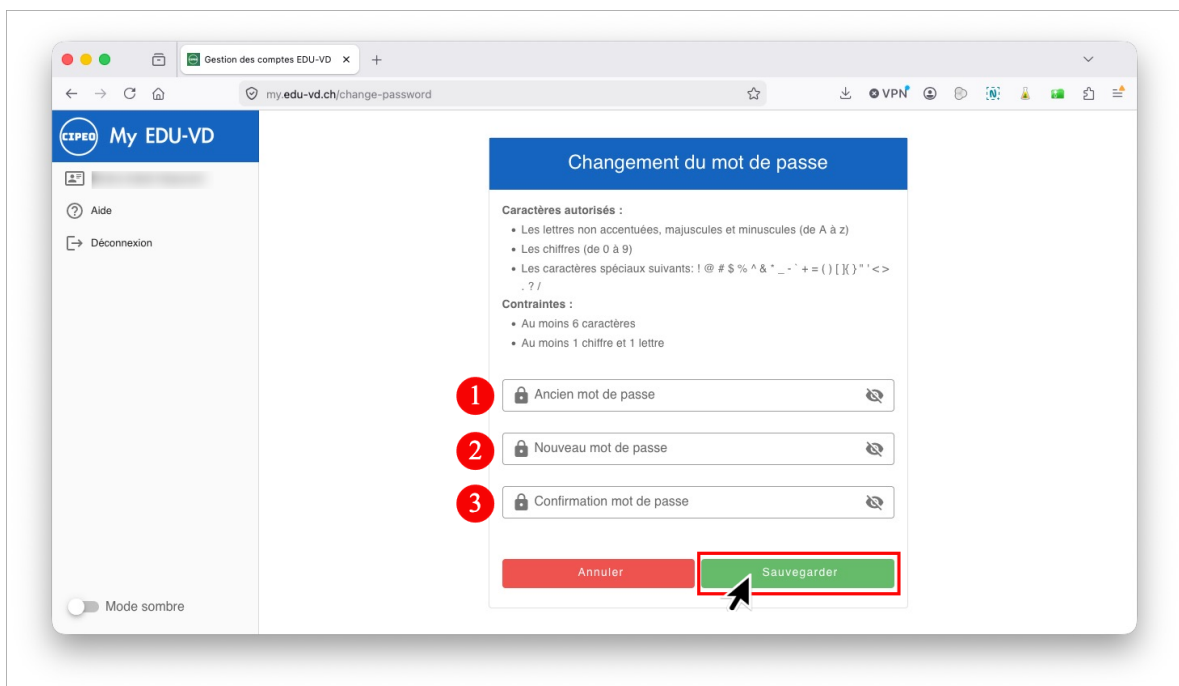 Gestion des comptes EDU-VD
my.edu-vd.ch/change-password
VPN
CIPEO My EDU-VD
Aide
Déconnexion
Mode sombre
Changement du mot de passe
Caractères autorisés :
• Les lettres non accentuées, majuscules et minuscules (de A à z)
• Les chiffres (de 0 à 9)
• Les caractères spéciaux suivants: ! @ # $ % ^ & * _ - ` + = ( ) [ ]{ } " ' < >
. ? /
Contraintes :
• Au moins 6 caractères
• Au moins 1 chiffre et 1 lettre
1 Ancien mot de passe
2 Nouveau mot de passe
3 Confirmation mot de passe
Annuler Sauvegarder